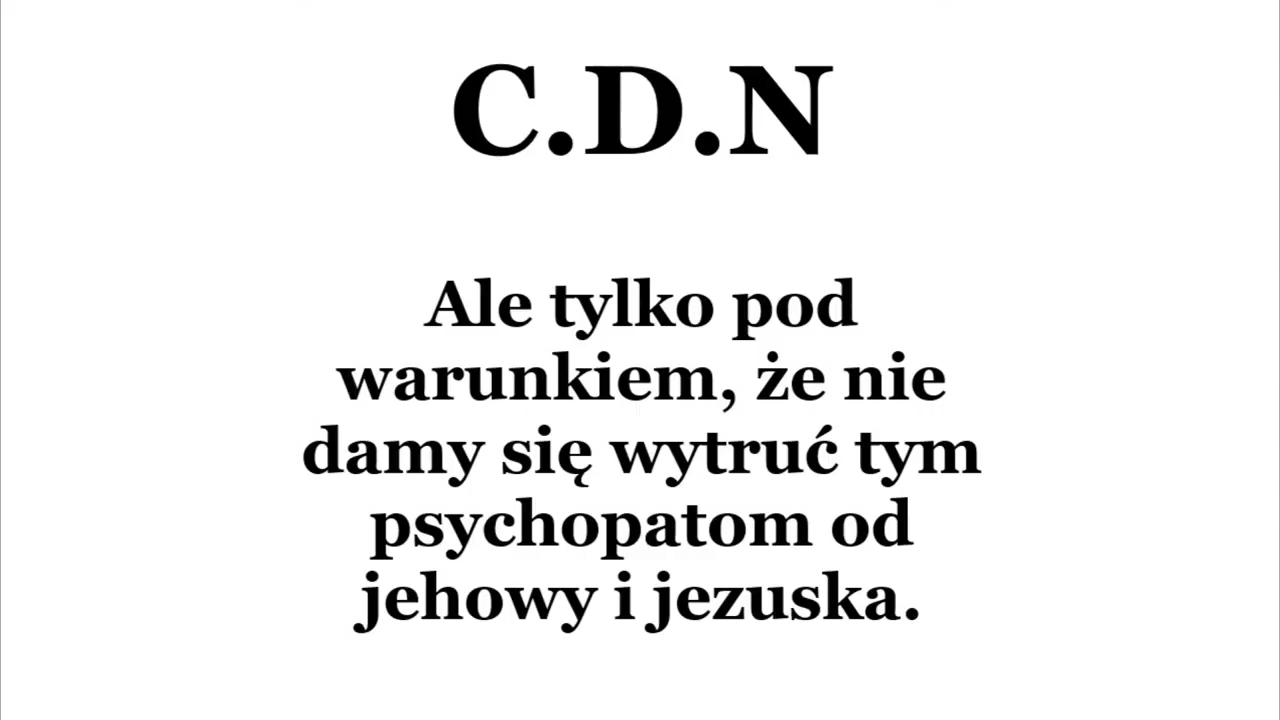 C.D.N
Ale tylko pod
warunkiem, że nie
damy się wytruć tym
psychopatom od
jehowy i jezuska.